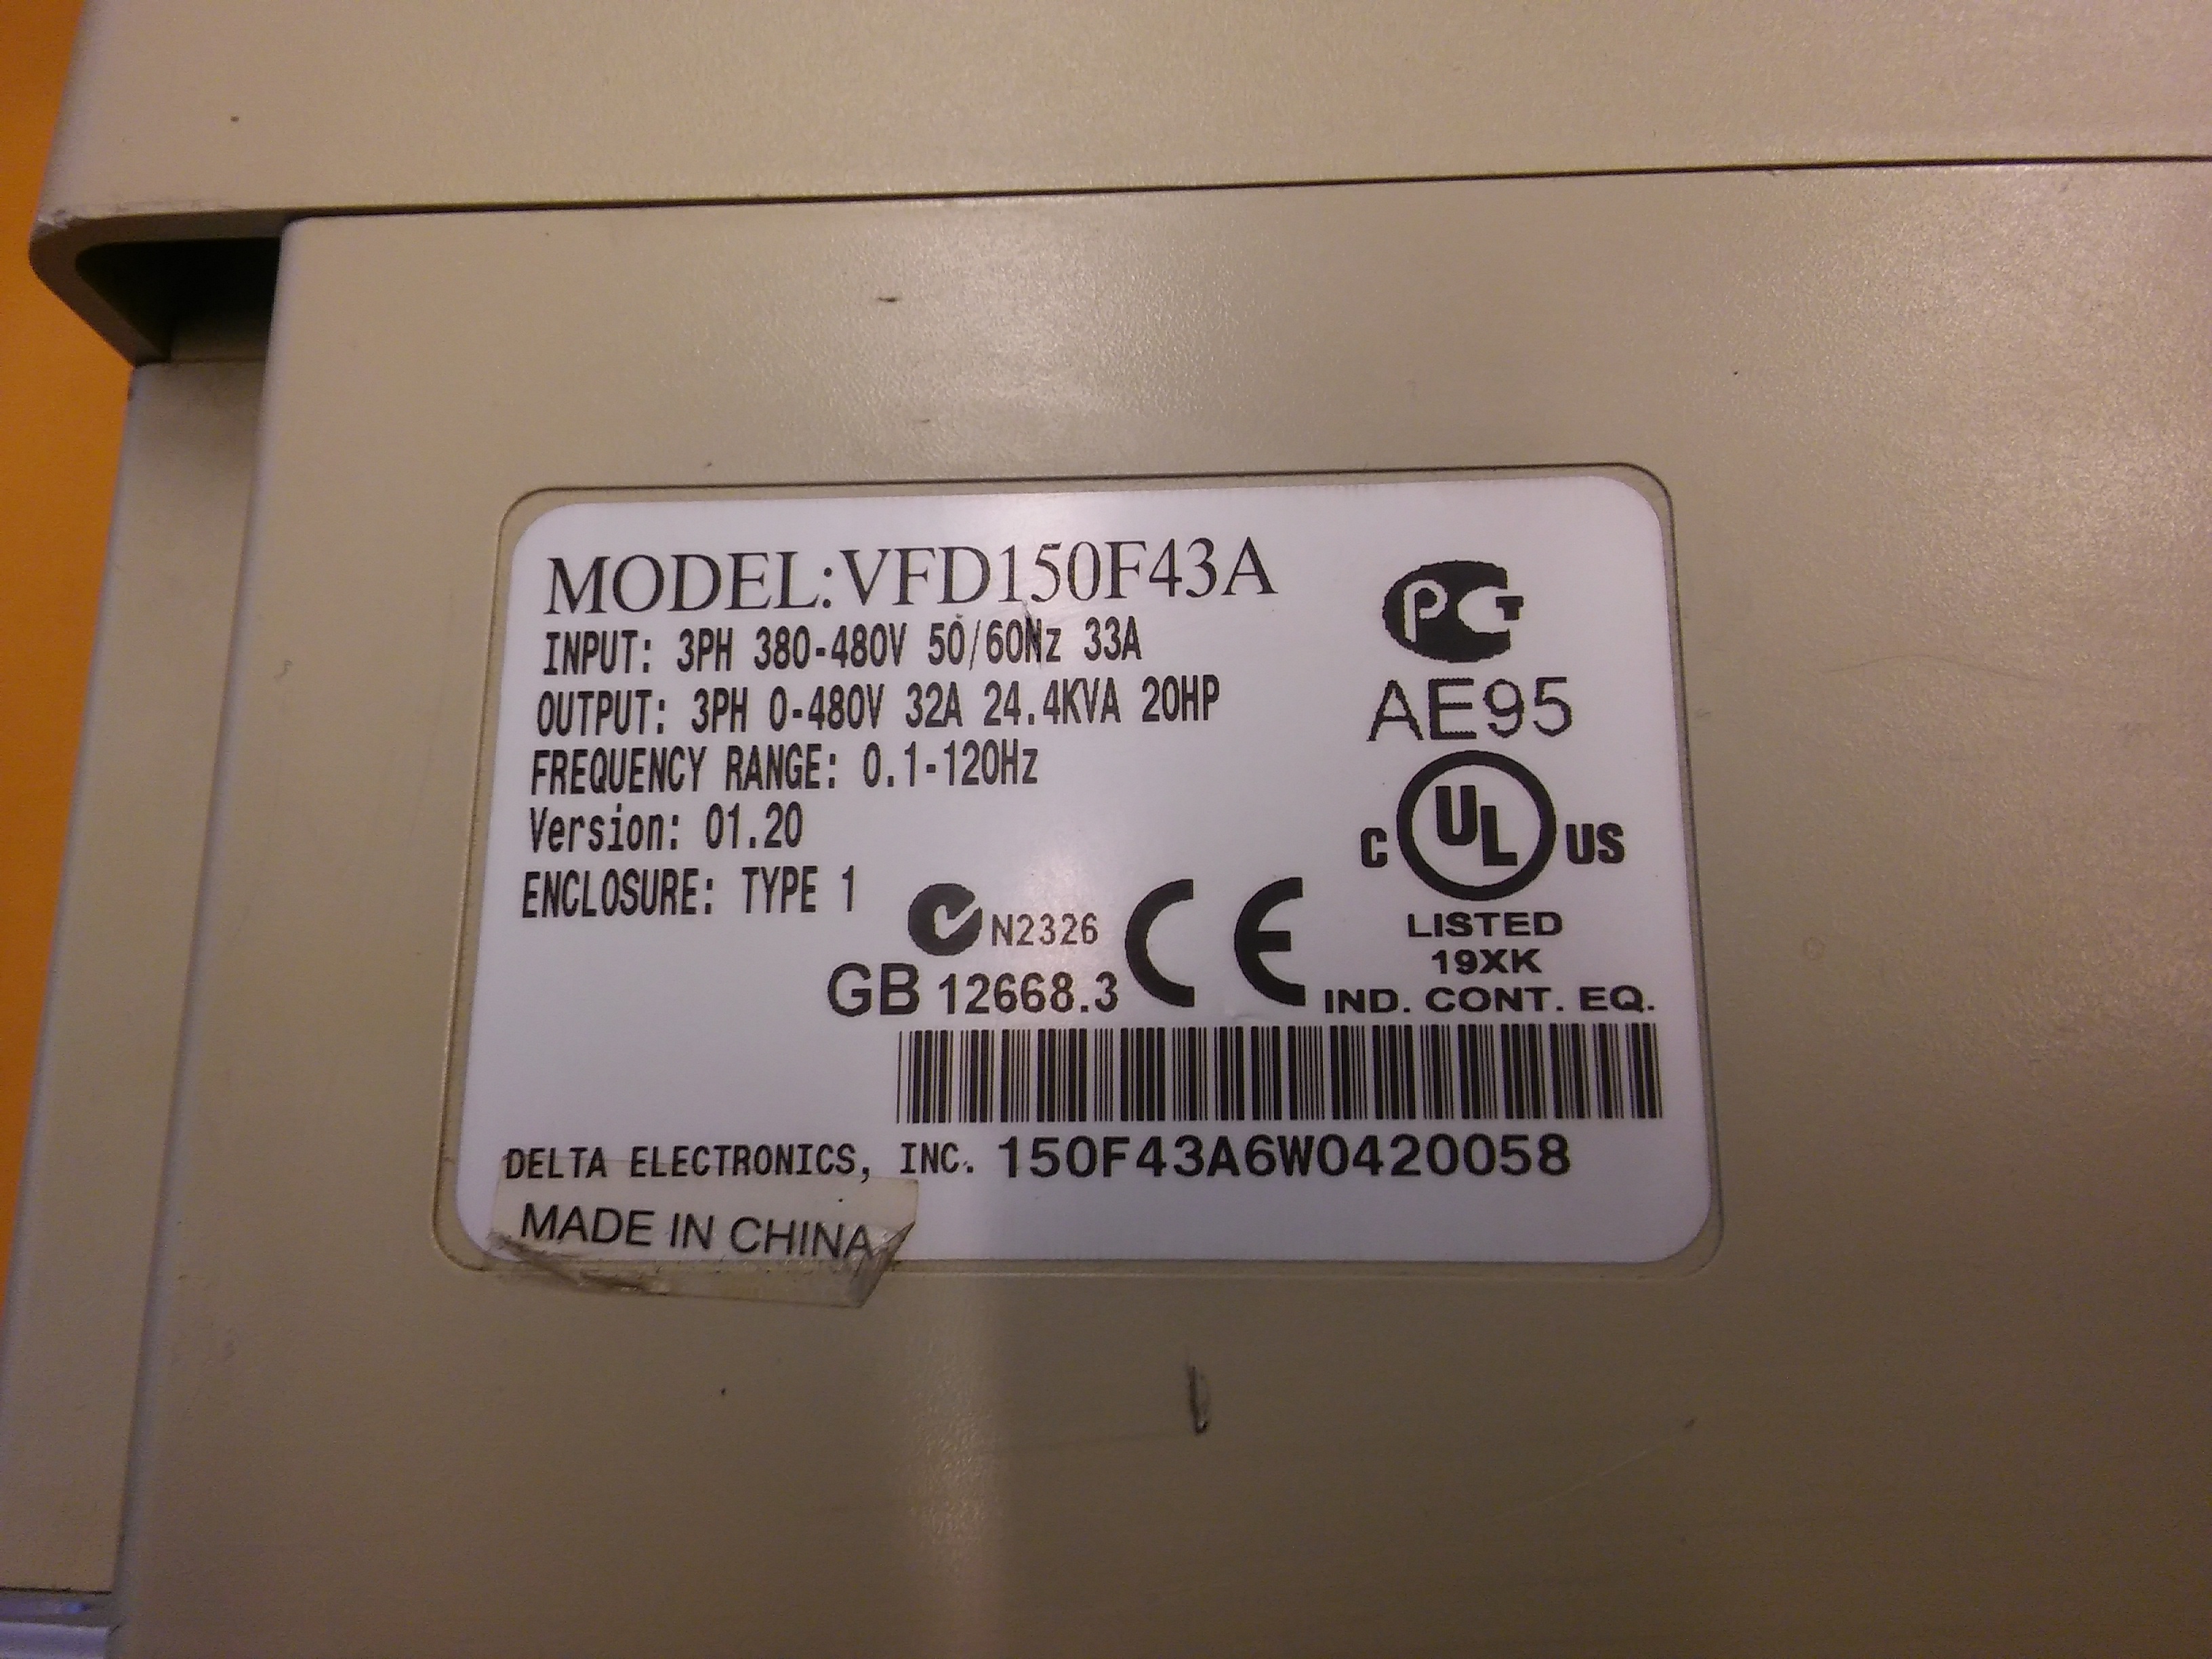 MODEL:VFD150F43A
INPUT: 3PH 380-480V 50/60Hz 33A
OUTPUT: 3PH 0-480V 32A 24.4KVA 20HP
FREQUENCY RANGE: 0.1-120Hz
Version: 01.20
ENCLOSURE: TYPE 1
PCT
AE95
C UL US
LISTED
19XK
IND. CONT. EQ.
N2326
CE
GB 12668.3
DELTA ELECTRONICS, INC. 150F43A6W0420058
MADE IN CHINA